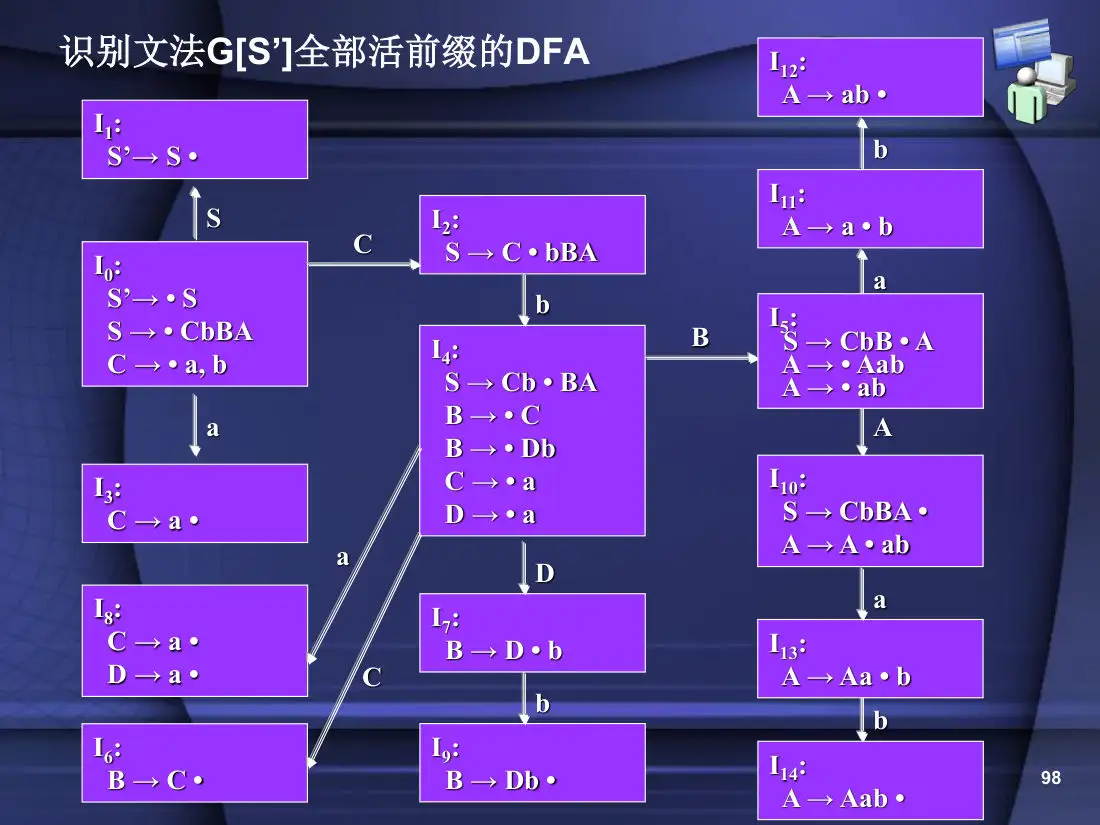 识别文法G[S’]全部活前缀的DFA
I₁:
S’→ S •
S
I₀:
S’→ • S
S → • CbBA
C → • a, b
C
a
I₃:
C → a •
I₈:
C → a •
D → a •
I₆:
B → C •
I₂:
S → C • bBA
b
I₄:
S → Cb • BA
B → • C
B → • Db
C → • a
D → • a
B
a
C
D
I₇:
B → D • b
b
I₉:
B → Db •
I₁₂:
A → ab •
b
I₁₁:
A → a • b
a
I₅:
S → CbB • A
A → • Aab
A → • ab
A
I₁₀:
S → CbBA •
A → A • ab
a
I₁₃:
A → Aa • b
b
I₁₄:
A → Aab •
98